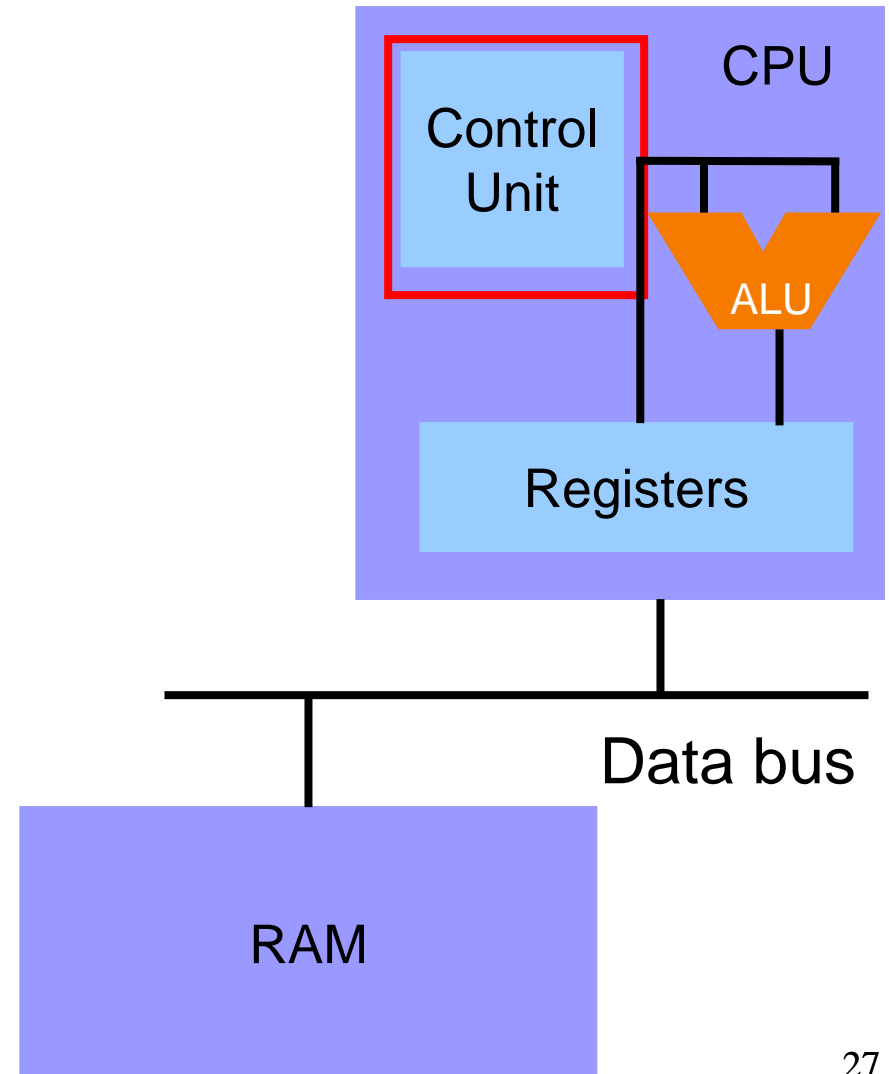 CPU
Control
Unit
ALU
Registers
Data bus
RAM
27